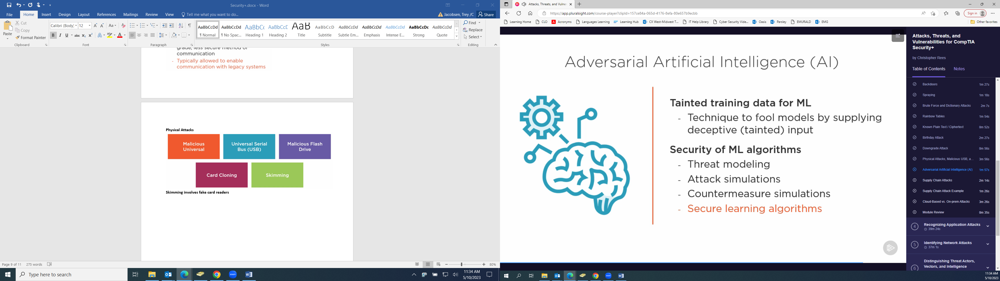 Security+.docx - Word
File Home Insert Design Layout References Mailings Review View Tell me what you want to do...
Jacobsen, Trey /C Share
Paste
Cut
Copy
Format Painter
Clipboard
Calibri (Body) 12
Font
Paragraph
AaBbCcDd AaBbCcDd AaBbC( AaBbCcE AaB AaBbCcD AaBbCcDd AaBbCcDd AaBbCcDd AaBbCcDc AaBbCcDd
¶ Normal ¶ No Spac... Heading 1 Heading 2 Title Subtitle Subtle Em... Emphasis Intense E... Strong Quote
Styles
Find
Replace
Select
Editing
grade, less secure method of
communication
- Typically allowed to enable
communication with legacy systems
Physical Attacks
Malicious
Universal
Universal Serial
Bus (USB)
Malicious Flash
Drive
Card Cloning
Skimming
Skimming involves fake card readers
Page 9 of 11 275 words
80%
Type here to search
11:34 AM
5/10/2023
Attacks, Threats, and Vulner
https://app.pluralsight.com/course-player?clipId=157ce84a-065d-4176-8efa-80e657b9ecbb
Sign in
Learning Home CLO Acronyms Languages Learning Learning Hub CX West-Midwest T... IT Help Library Cyber Security Vide... Oasis Parsley EMURALD EMG Other favorites
Adversarial Artificial Intelligence (AI)
Tainted training data for ML
- Technique to fool models by supplying
deceptive (tainted) input
Security of ML algorithms
- Threat modeling
- Attack simulations
- Countermeasure simulations
- Secure learning algorithms
Attacks, Threats, and
Vulnerabilities for CompTIA
Security+
by Christopher Rees
Table of Contents Notes
Backdoors 1m 27s
Spraying 1m 18s
Brute Force and Dictionary Attacks 2m 7s
Rainbow Tables 1m 54s
Known Plain Text / Ciphertext 0m 52s
Birthday Attack 2m 27s
Downgrade Attack 0m 56s
Physical Attacks, Malicious USB, a... 3m 56s
Adversarial Artificial Intelligence (AI) 1m 57s
Supply Chain Attacks 2m 14s
Supply Chain Attack Example 1m 26s
Cloud-Based vs. On-prem Attacks 3m 26s
Module Review 0m 35s
4 Recognizing Application Attacks
39m 24s
5 Identifying Network Attacks
37m 1s
6 Distinguishing Threat Actors,
Vectors, and Intelligence
11:34 AM
5/10/2023